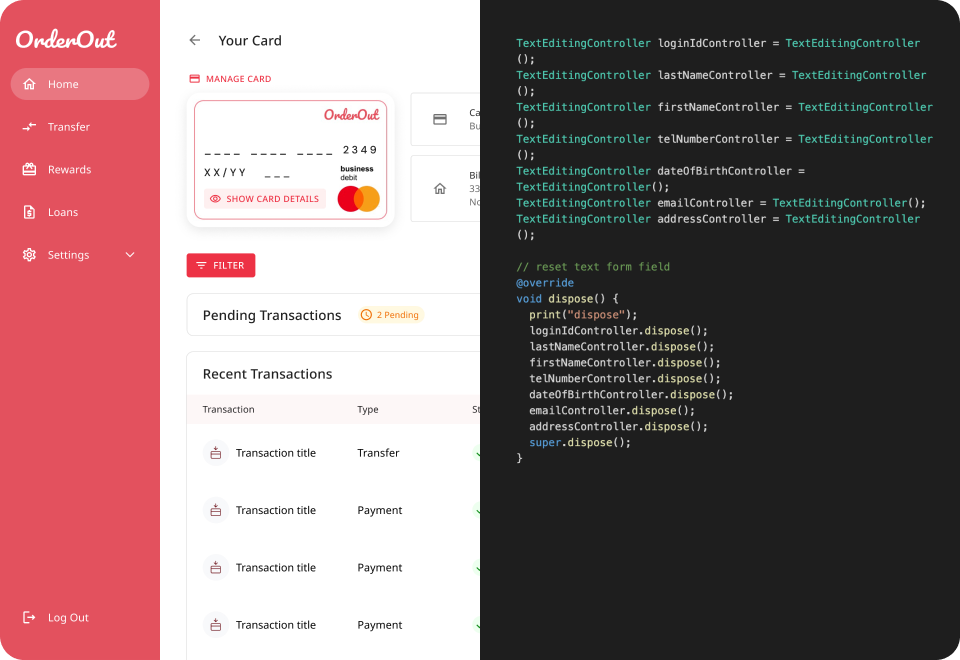 OrderOut
Home
Transfer
Rewards
Loans
Settings
Log Out
Your Card
MANAGE CARD
OrderOut
____ ____ ____ 2349
XX/YY ___
business
debit
SHOW CARD DETAILS
Ca
Bu
Bil
33
No
FILTER
Pending Transactions 2 Pending
Recent Transactions
Transaction Type St
Transaction title Transfer
Transaction title Payment
Transaction title Payment
Transaction title Payment
TextEditingController loginIdController = TextEditingController
();
TextEditingController lastNameController = TextEditingController
();
TextEditingController firstNameController = TextEditingController
();
TextEditingController telNumberController = TextEditingController
();
TextEditingController dateOfBirthController =
TextEditingController();
TextEditingController emailController = TextEditingController();
TextEditingController addressController = TextEditingController
();
// reset text form field
@override
void dispose() {
print("dispose");
loginIdController.dispose();
lastNameController.dispose();
firstNameController.dispose();
telNumberController.dispose();
dateOfBirthController.dispose();
emailController.dispose();
addressController.dispose();
super.dispose();
}